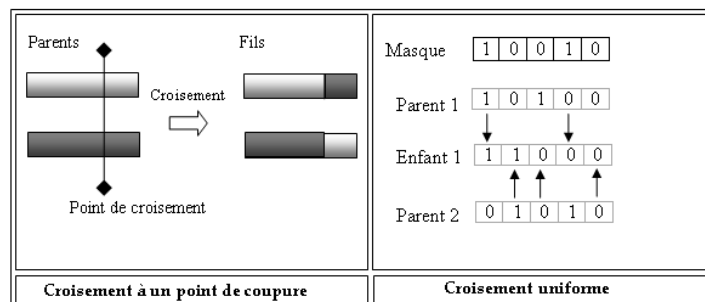 Parents
Fils
Croisement
Point de croisement
Croisement à un point de coupure
Masque 1 0 0 1 0
Parent 1 1 0 1 0 0
Enfant 1 1 1 0 0 0
Parent 2 0 1 0 1 0
Croisement uniforme